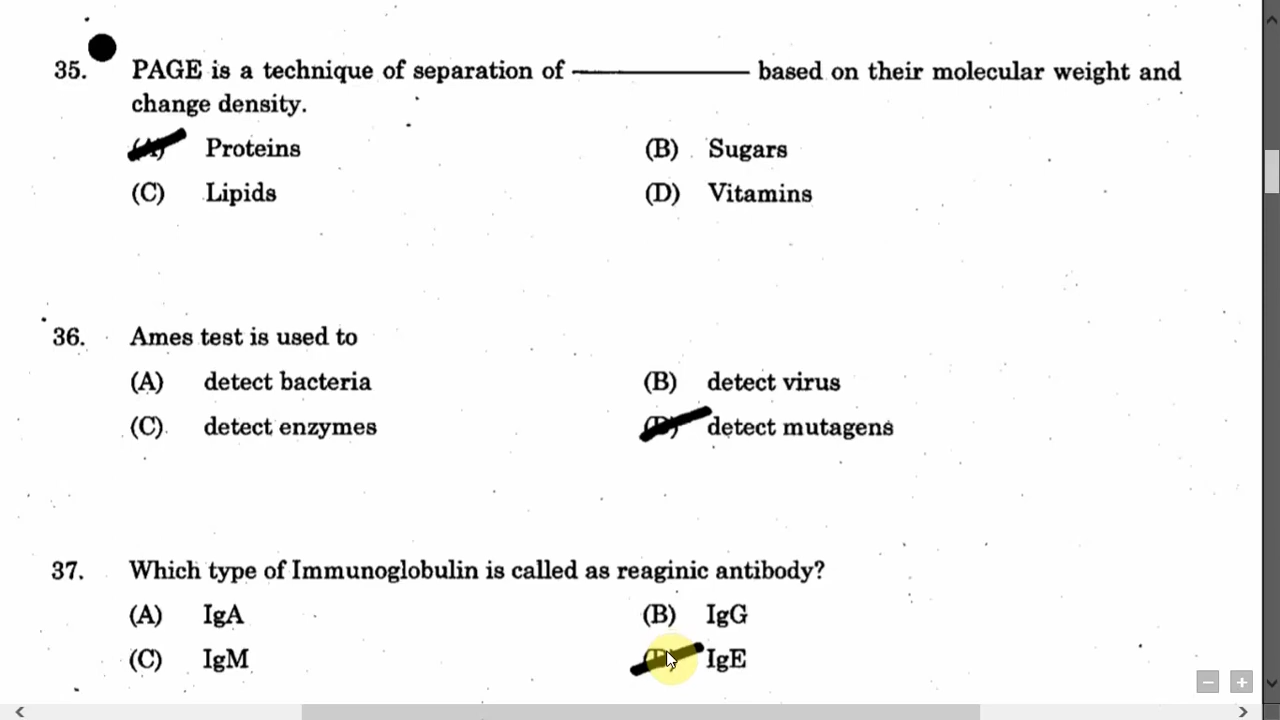 35. PAGE is a technique of separation of ———— based on their molecular weight and
change density.
(A) Proteins (B) Sugars
(C) Lipids (D) Vitamins
36. Ames test is used to
(A) detect bacteria (B) detect virus
(C) detect enzymes (D) detect mutagens
37. Which type of Immunoglobulin is called as reaginic antibody?
(A) IgA (B) IgG
(C) IgM (D) IgE